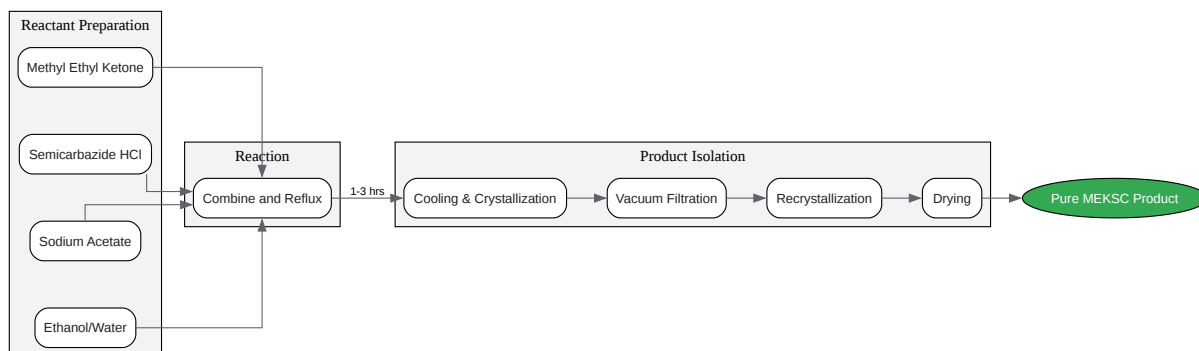 Reactant Preparation
Methyl Ethyl Ketone
Semicarbazide HCl
Sodium Acetate
Ethanol/Water
Reaction
Combine and Reflux
1-3 hrs
Product Isolation
Cooling & Crystallization
Vacuum Filtration
Recrystallization
Drying
Pure MEKSC Product